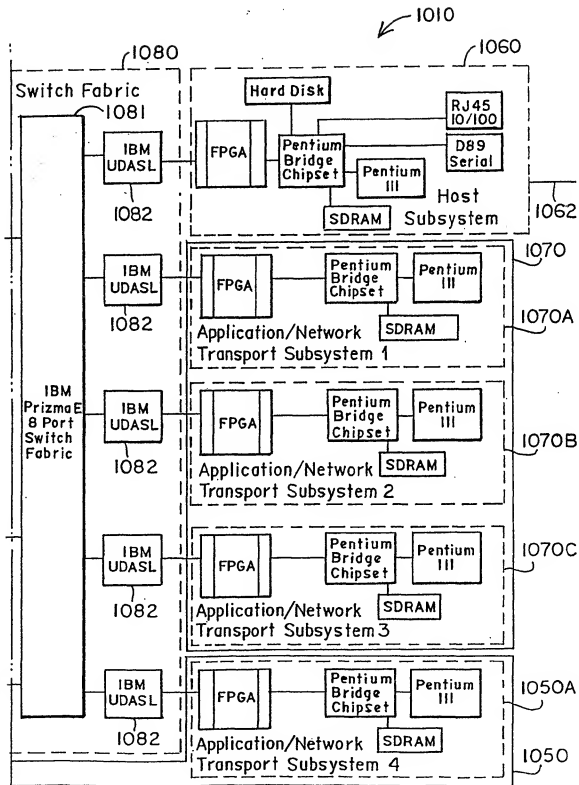 1010
1080
1060
Switch Fabric
1081
Hard Disk
RJ45
10/100
D89
Serial
IBM
UDASL
1082
FPGA
Pentium
Bridge
Chipset
Pentium
III
SDRAM
Host
Subsystem
1062
1070
IBM
UDASL
1082
FPGA
Pentium
Bridge
Chipset
Pentium
III
SDRAM
Application/Network
Transport Subsystem 1
1070A
IBM
PrizmaE
8 Port
Switch
Fabric
IBM
UDASL
1082
FPGA
Pentium
Bridge
Chipset
Pentium
III
SDRAM
Application/Network
Transport Subsystem 2
1070B
IBM
UDASL
1082
FPGA
Pentium
Bridge
Chipset
Pentium
III
SDRAM
Application/Network
Transport Subsystem 3
1070C
IBM
UDASL
1082
FPGA
Pentium
Bridge
Chipset
Pentium
III
SDRAM
Application/Network
Transport Subsystem 4
1050A
1050